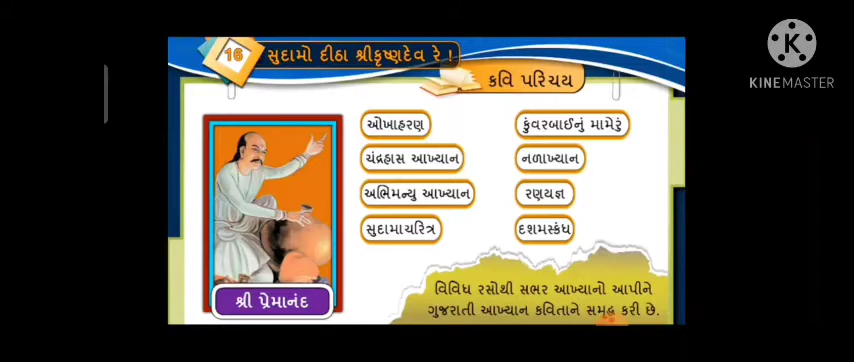 16 સુદામો દીઠા શ્રીકૃષ્ણદેવ રે !
કવિ પરિચય
K
KINEMASTER
ઓખાહરણ
કુંવરબાઈનું મામેરું
ચંદ્રહાસ આખ્યાન
નળાખ્યાન
અભિમન્યુ આખ્યાન
રણયજ્ઞ
સુદામાચરિત્ર
દશમસ્કંધ
શ્રી પ્રેમાનંદ
વિવિધ રસોથી સભર આખ્યાનો આપીને
ગુજરાતી આખ્યાન કવિતાને સમૃદ્ધ કરી છે.